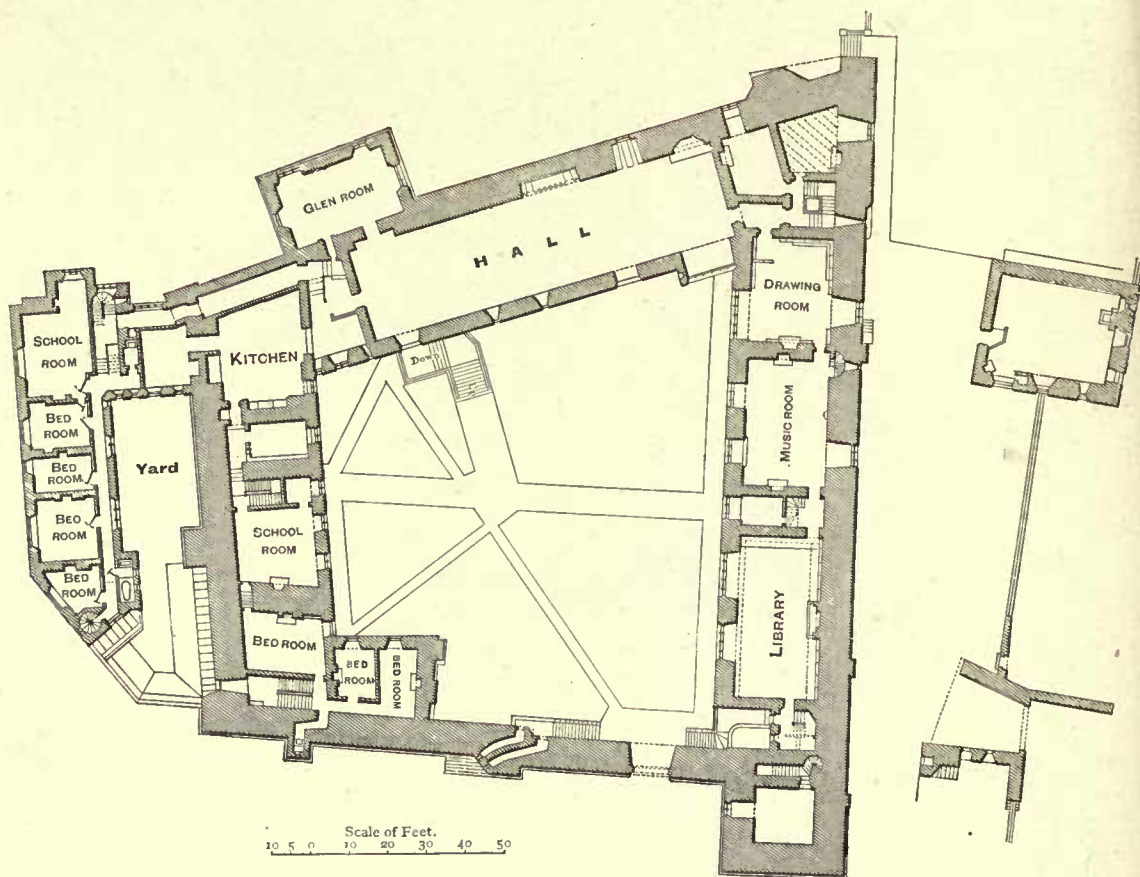 GLEN ROOM
HALL
DRAWING
ROOM
SCHOOL
ROOM
KITCHEN
Down
BED
ROOM
MUSIC ROOM
BED
ROOM
Yard
BED
ROOM
SCHOOL
ROOM
BED
ROOM
LIBRARY
BED ROOM
BED
ROOM
BED ROOM
Scale of Feet.
10 5 0 10 20 30 40 50